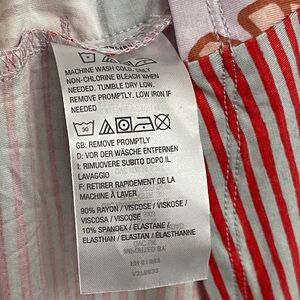 MACHINE WASH COLD. ONLY
NON-CHLORINE BLEACH WHEN
NEEDED. TUMBLE DRY LOW.
REMOVE PROMPTLY. LOW IRON IF
NEEDED
30
GB: REMOVE PROMPTLY
D: VOR DER WÄSCHE ENTFERNEN
I: RIMUOVERE SUBITO DOPO IL
LAVAGGIO
F: RETIRER RAPIDEMENT DE LA
MACHINE À LAVER
90% RAYON / VISCOSE / VISKOSE /
VISCOSA / VISCOSE
10% SPANDEX / ELASTANE /
ELASTHAN / ELASTAN / ÉLASTHANNE